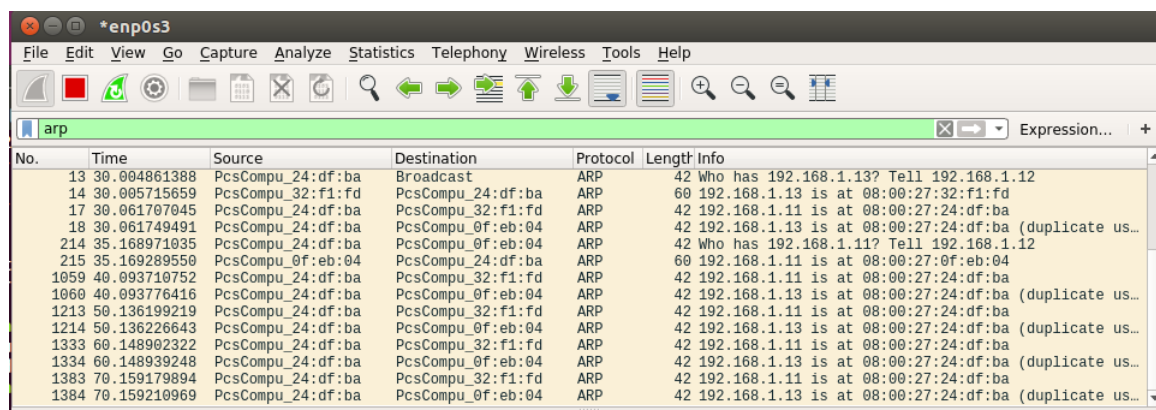 *enp0s3
File Edit View Go Capture Analyze Statistics Telephony Wireless Tools Help
arp Expression... +
No. Time Source Destination Protocol Length Info
13 30.004861388 PcsCompu_24:df:ba Broadcast ARP 42 Who has 192.168.1.13? Tell 192.168.1.12
14 30.005715659 PcsCompu_32:f1:fd PcsCompu_24:df:ba ARP 60 192.168.1.13 is at 08:00:27:32:f1:fd
17 30.061707045 PcsCompu_24:df:ba PcsCompu_32:f1:fd ARP 42 192.168.1.11 is at 08:00:27:24:df:ba
18 30.061749491 PcsCompu_24:df:ba PcsCompu_0f:eb:04 ARP 42 192.168.1.13 is at 08:00:27:24:df:ba (duplicate us…
214 35.168971035 PcsCompu_24:df:ba PcsCompu_0f:eb:04 ARP 42 Who has 192.168.1.11? Tell 192.168.1.12
215 35.169289550 PcsCompu_0f:eb:04 PcsCompu_24:df:ba ARP 60 192.168.1.11 is at 08:00:27:0f:eb:04
1059 40.093710752 PcsCompu_24:df:ba PcsCompu_32:f1:fd ARP 42 192.168.1.11 is at 08:00:27:24:df:ba
1060 40.093776416 PcsCompu_24:df:ba PcsCompu_0f:eb:04 ARP 42 192.168.1.13 is at 08:00:27:24:df:ba (duplicate us…
1213 50.136199219 PcsCompu_24:df:ba PcsCompu_32:f1:fd ARP 42 192.168.1.11 is at 08:00:27:24:df:ba
1214 50.136226643 PcsCompu_24:df:ba PcsCompu_0f:eb:04 ARP 42 192.168.1.13 is at 08:00:27:24:df:ba (duplicate us…
1333 60.148902322 PcsCompu_24:df:ba PcsCompu_32:f1:fd ARP 42 192.168.1.11 is at 08:00:27:24:df:ba
1334 60.148939248 PcsCompu_24:df:ba PcsCompu_0f:eb:04 ARP 42 192.168.1.13 is at 08:00:27:24:df:ba (duplicate us…
1383 70.159179894 PcsCompu_24:df:ba PcsCompu_32:f1:fd ARP 42 192.168.1.11 is at 08:00:27:24:df:ba
1384 70.159210969 PcsCompu_24:df:ba PcsCompu_0f:eb:04 ARP 42 192.168.1.13 is at 08:00:27:24:df:ba (duplicate us…